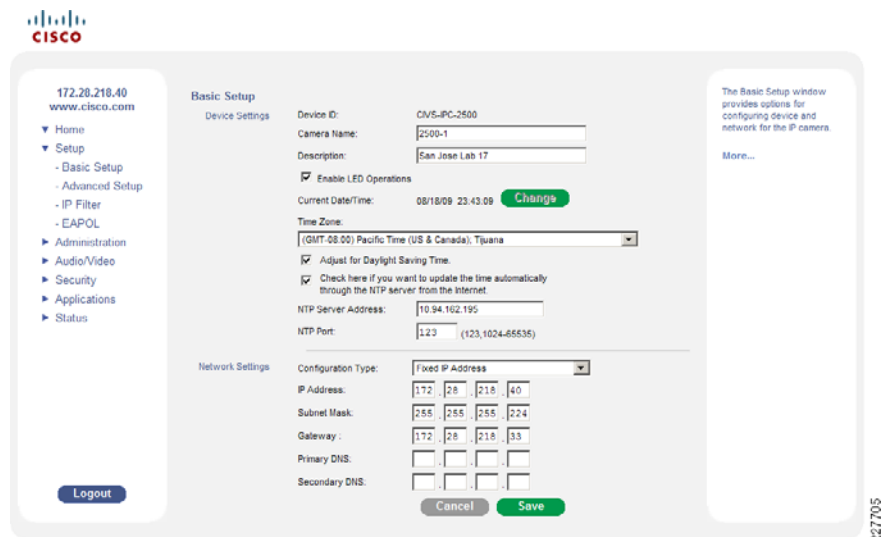 CISCO
172.28.218.40
www.cisco.com
Home
Setup
- Basic Setup
- Advanced Setup
- IP Filter
- EAPOL
Administration
Audio/Video
Security
Applications
Status
Logout
Basic Setup
Device Settings
Device ID: CIVS-IPC-2500
Camera Name: 2500-1
Description: San Jose Lab 17
Enable LED Operations
Current Date/Time: 08/18/09 23:43:09 Change
Time Zone:
(GMT-08:00) Pacific Time (US & Canada); Tijuana
Adjust for Daylight Saving Time.
Check here if you want to update the time automatically
through the NTP server from the Internet.
NTP Server Address: 10.94.162.195
NTP Port: 123 (123,1024-65535)
Network Settings
Configuration Type: Fixed IP Address
IP Address: 172 . 28 . 218 . 40
Subnet Mask: 255 . 255 . 255 . 224
Gateway : 172 . 28 . 218 . 33
Primary DNS: . . .
Secondary DNS: . . .
Cancel Save
The Basic Setup window
provides options for
configuring device and
network for the IP camera.
More...
227705